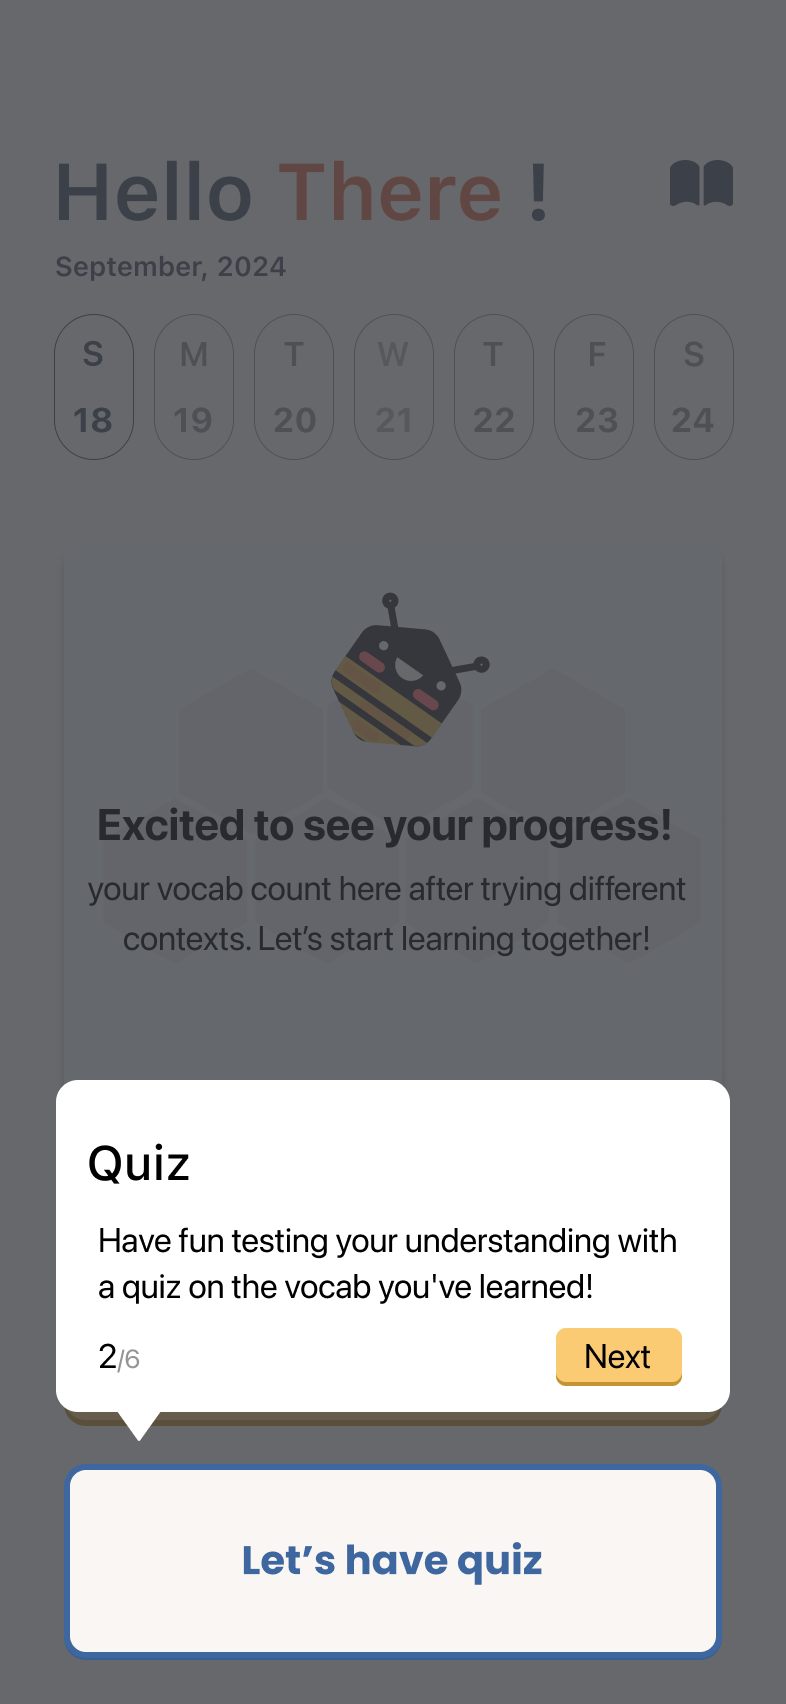 Hello There !
September, 2024
S M T W T F S
18 19 20 21 22 23 24
Excited to see your progress!
your vocab count here after trying different
contexts. Let’s start learning together!
Quiz
Have fun testing your understanding with
a quiz on the vocab you've learned!
2/6 Next
Let’s have quiz